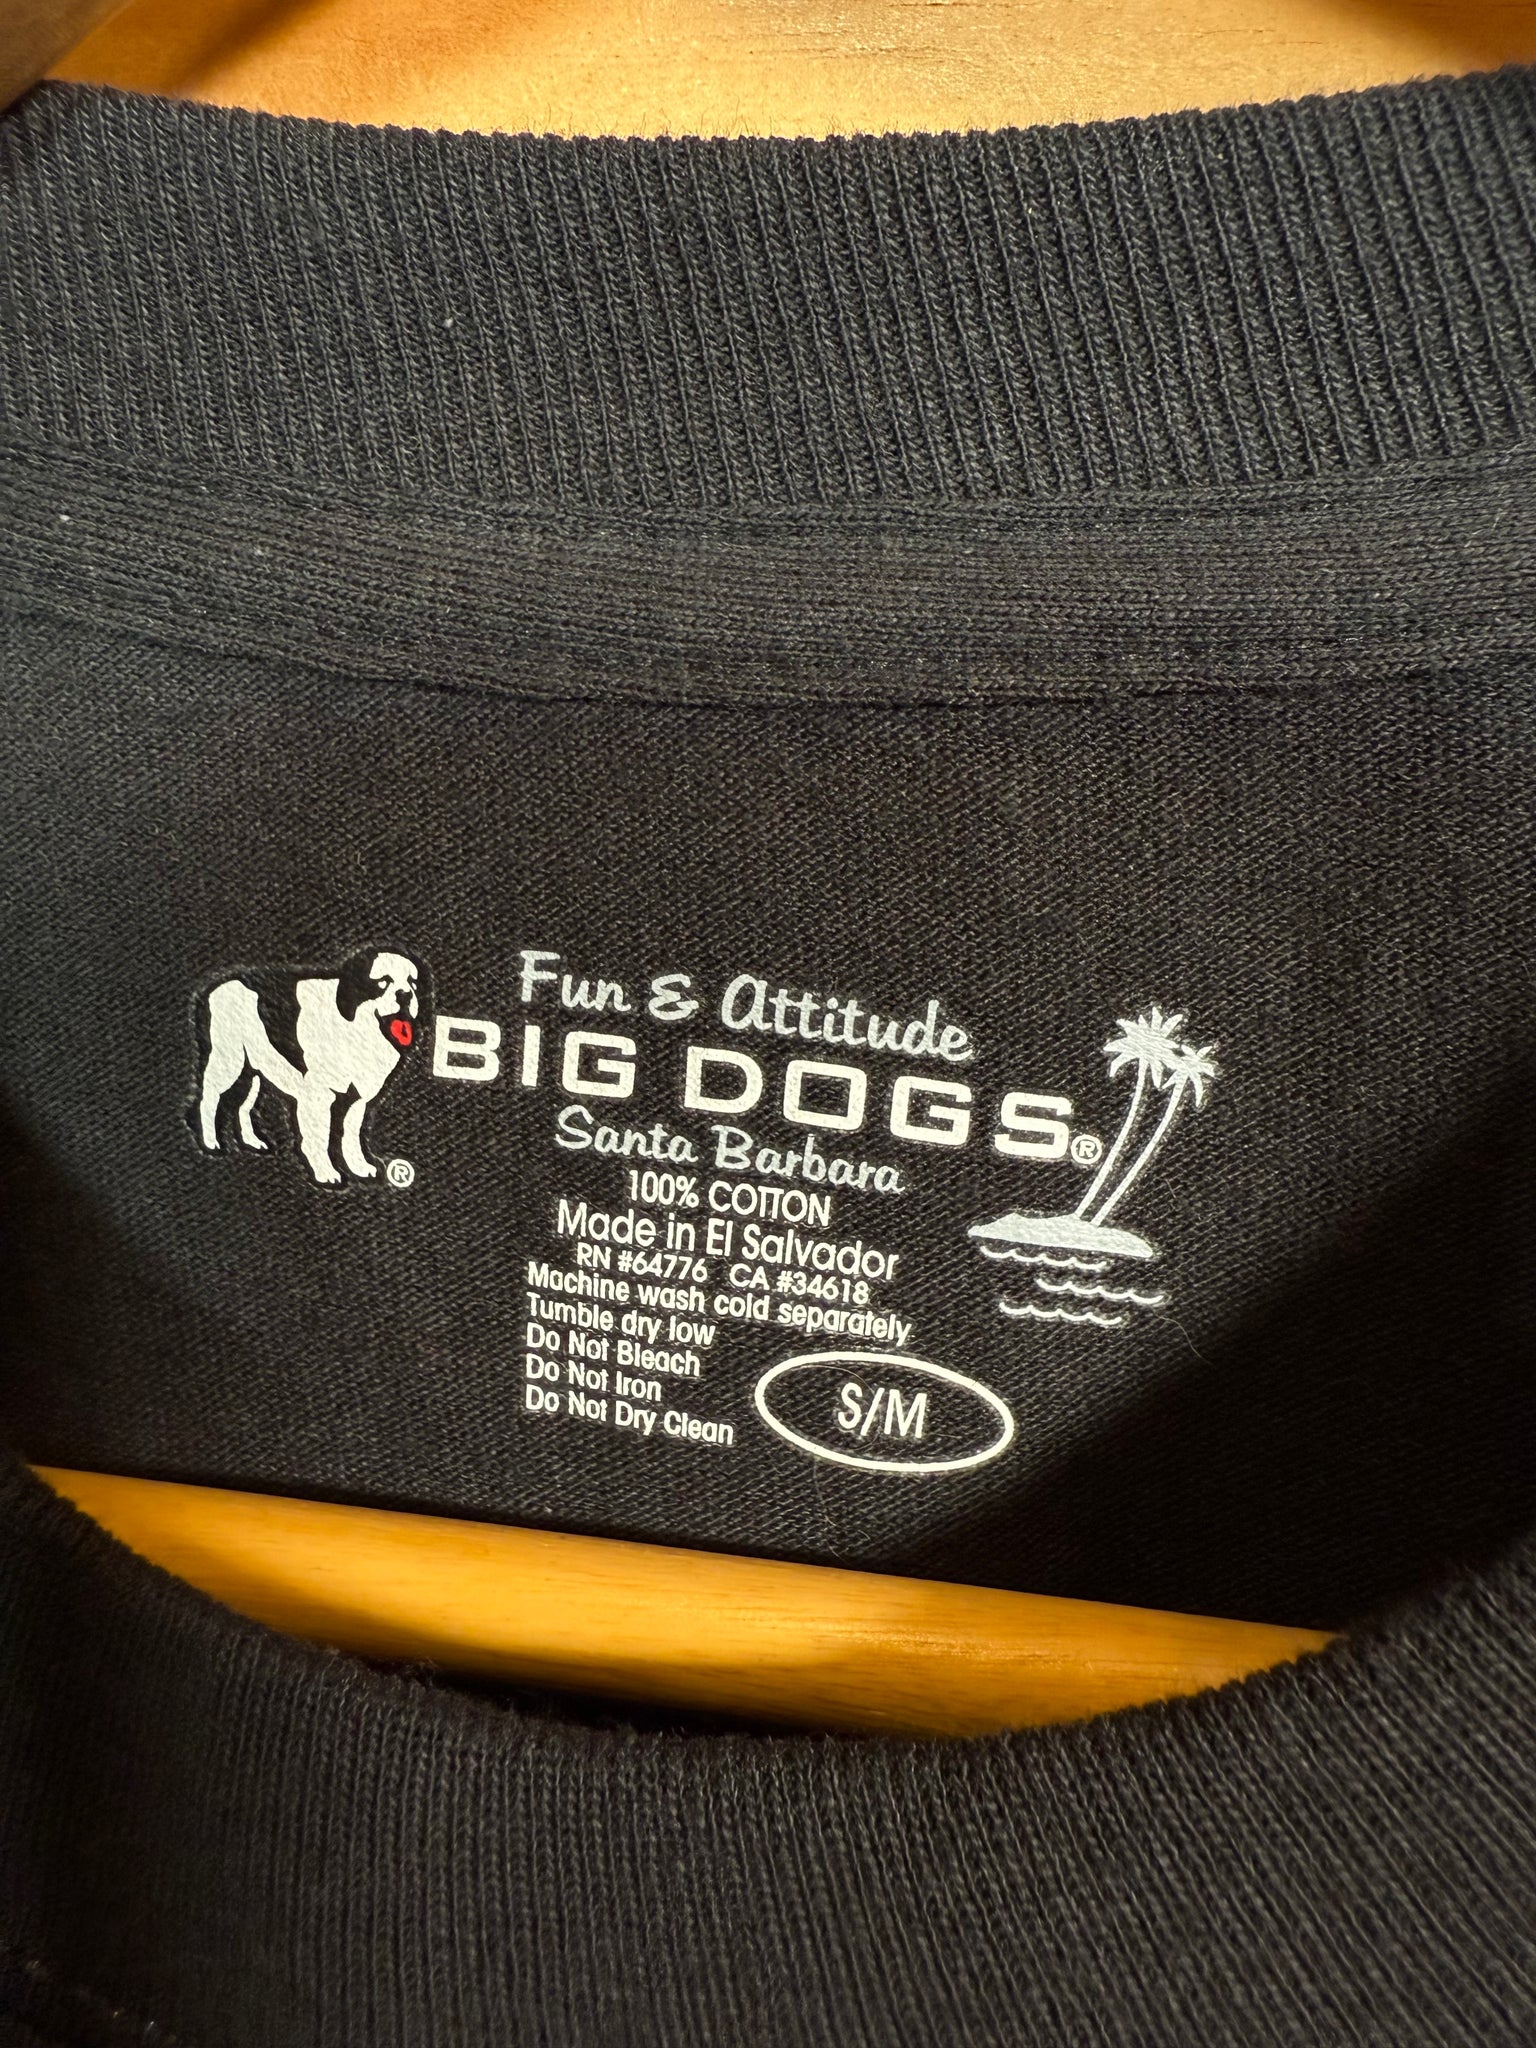 Fun & Attitude
BIG DOGS®
®
Santa Barbara
100% COTTON
Made in El Salvador
RN #64776 CA #34618
Machine wash cold separately
Tumble dry low
Do Not Bleach
Do Not Iron
Do Not Dry Clean
S/M